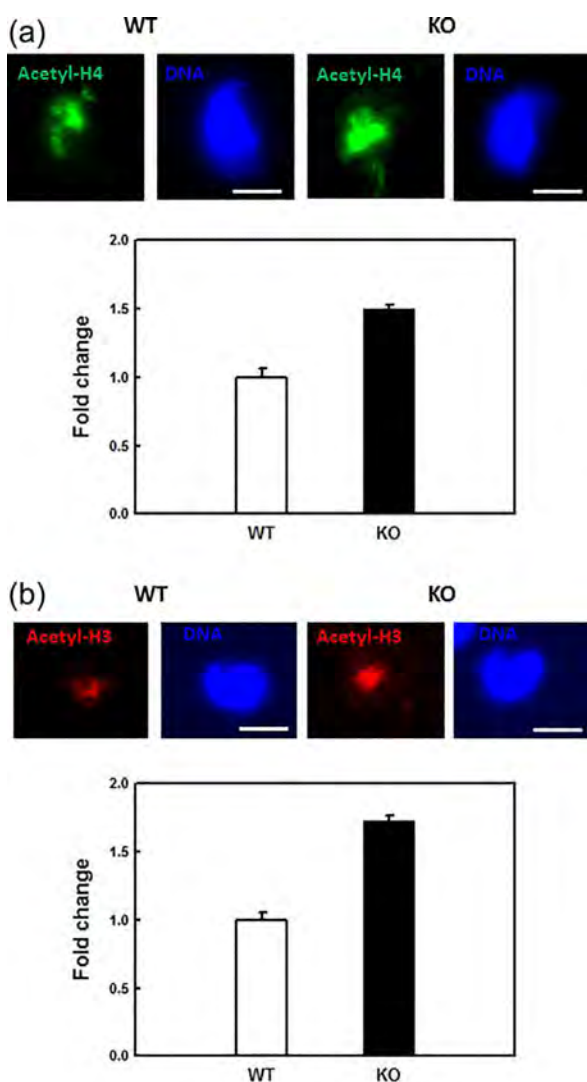 (a) WT KO
Acetyl-H4 DNA Acetyl-H4 DNA
2.0
1.5
1.0
0.5
0.0
Fold change
WT KO
(b) WT KO
Acetyl-H3 DNA Acetyl-H3 DNA
2.0
1.5
1.0
0.5
0.0
Fold change
WT KO